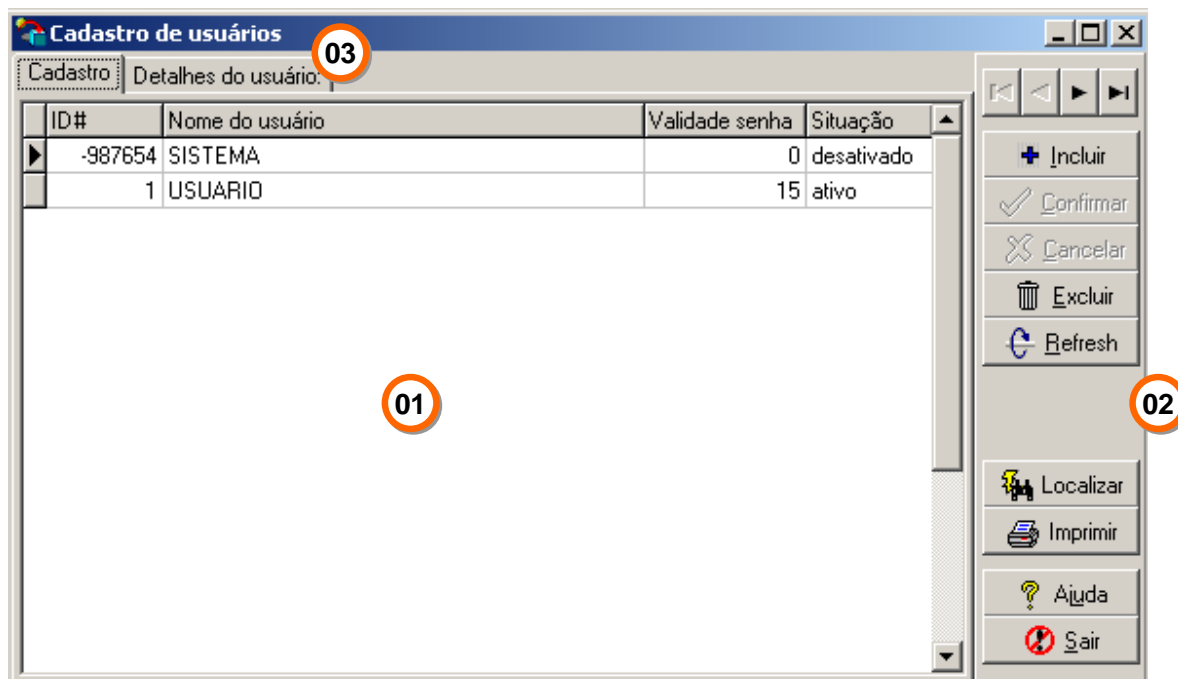 Cadastro de usuários
03
Cadastro Detalhes do usuário:
ID# Nome do usuário Validade senha Situação
-987654 SISTEMA 0 desativado
1 USUARIO 15 ativo
01
Incluir
Confirmar
Cancelar
Excluir
Refresh
02
Localizar
Imprimir
Ajuda
Sair